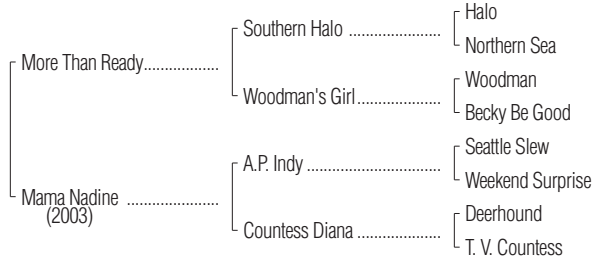 Halo
Southern Halo ...................
Northern Sea
More Than Ready...................
Woodman
Woodman's Girl.................
Becky Be Good
Seattle Slew
A.P. Indy ...........................
Weekend Surprise
Mama Nadine ...................
(2003)
Deerhound
Countess Diana .................
T. V. Countess